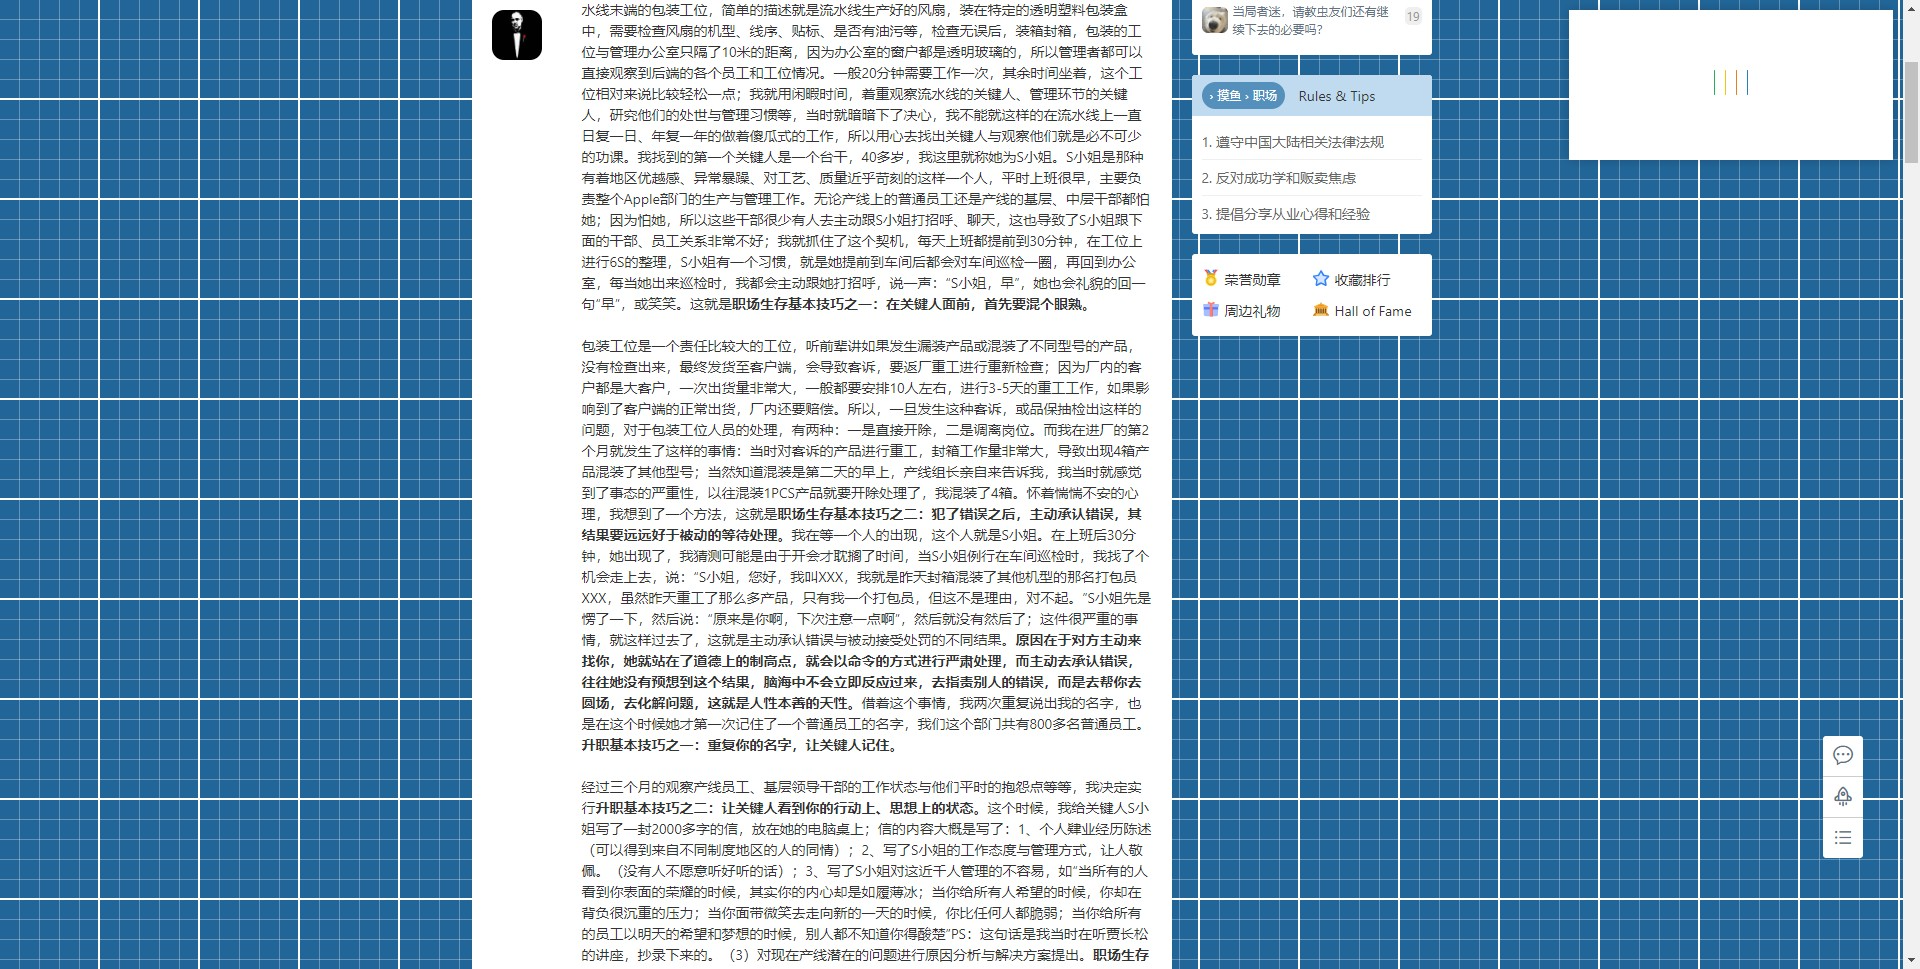 水线末端的包装工位，简单的描述就是流水线生产好的风扇，装在特定的透明塑料包装盒
中，需要检查风扇的机型、线序、贴标、是否有油污等，检查无误后，装箱封箱，包装的工
位与管理办公室只隔了10米的距离，因为办公室的窗户都是透明玻璃的，所以管理者都可以
直接观察到后端的各个员工和工位情况。一般20分钟需要工作一次，其余时间坐着，这个工
位相对来说比较轻松一点；我就用闲暇时间，着重观察流水线的关键人、管理环节的关键
人，研究他们的处世与管理习惯等，当时就暗暗下了决心，我不能就这样的在流水线上一直
日复一日、年复一年的做着傻瓜式的工作，所以用心去找出关键人与观察他们就是必不可少
的功课。我找到的第一个关键人是一个台干，40多岁，我这里就称她为S小姐。S小姐是那种
有着地区优越感、异常暴躁、对工艺、质量近乎苛刻的这样一个人，平时上班很早，主要负
责整个Apple部门的生产与管理工作。无论产线上的普通员工还是产线的基层、中层干部都怕
她；因为怕她，所以这些干部很少有人去主动跟S小姐打招呼、聊天，这也导致了S小姐跟下
面的干部、员工关系非常不好；我就抓住了这个契机，每天上班都提前到30分钟，在工位上
进行6S的整理，S小姐有一个习惯，就是她提前到车间后都会对车间巡检一圈，再回到办公
室，每当她出来巡检时，我都会主动跟她打招呼，说一声：“S小姐，早”，她也会礼貌的回一
句“早”，或笑笑。这就是职场生存基本技巧之一：在关键人面前，首先要混个眼熟。
包装工位是一个责任比较大的工位，听前辈讲如果发生漏装产品或混装了不同型号的产品，
没有检查出来，最终发货至客户端，会导致客诉，要返厂重工进行重新检查；因为厂内的客
户都是大客户，一次出货量非常大，一般都要安排10人左右，进行3-5天的重工工作，如果影
响到了客户端的正常出货，厂内还要赔偿。所以，一旦发生这种客诉，或品保抽检出这样的
问题，对于包装工位人员的处理，有两种：一是直接开除，二是调离岗位。而我在进厂的第2
个月就发生了这样的事情：当时对客诉的产品进行重工，封箱工作量非常大，导致出现4箱产
品混装了其他型号；当然知道混装是第二天的早上，产线组长亲自来告诉我，我当时就感觉
到了事态的严重性，以往混装1PCS产品就要开除处理了，我混装了4箱。怀着惴惴不安的心
理，我想到了一个方法，这就是职场生存基本技巧之二：犯了错误之后，主动承认错误，其
结果要远远好于被动的等待处理。我在等一个人的出现，这个人就是S小姐。在上班后30分
钟，她出现了，我猜测可能是由于开会才耽搁了时间，当S小姐例行在车间巡检时，我找了个
机会走上去，说：“S小姐，您好，我叫XXX，我就是昨天封箱混装了其他机型的那名打包员
XXX，虽然昨天重工了那么多产品，只有我一个打包员，但这不是理由，对不起。”S小姐先是
愣了一下，然后说：“原来是你啊，下次注意一点啊”，然后就没有然后了；这件很严重的事
情，就这样过去了，这就是主动承认错误与被动接受处罚的不同结果。原因在于对方主动来
找你，她就站在了道德上的制高点，就会以命令的方式进行严肃处理，而主动去承认错误，
往往她没有预想到这个结果，脑海中不会立即反应过来，去指责别人的错误，而是去帮你去
圆场，去化解问题，这就是人性本善的天性。借着这个事情，我两次重复说出我的名字，也
是在这个时候她才第一次记住了一个普通员工的名字，我们这个部门共有800多名普通员工。
升职基本技巧之一：重复你的名字，让关键人记住。
经过三个月的观察产线员工、基层领导干部的工作状态与他们平时的抱怨点等等，我决定实
行升职基本技巧之二：让关键人看到你的行动上、思想上的状态。这个时候，我给关键人S小
姐写了一封2000多字的信，放在她的电脑桌上；信的内容大概是写了：1、个人肄业经历陈述
（可以得到来自不同制度地区的人的同情）；2、写了S小姐的工作态度与管理方式，让人敬
佩。（没有人不愿意听好听的话）；3、写了S小姐对这近千人管理的不容易，如“当所有的人
看到你表面的荣耀的时候，其实你的内心却是如履薄冰；当你给所有人希望的时候，你却在
背负很沉重的压力；当你面带微笑去走向新的一天的时候，你比任何人都脆弱；当你给所有
的员工以明天的希望和梦想的时候，别人都不知道你得酸楚”PS：这句话是我当时在听贾长松
的讲座，抄录下来的。（3）对现在产线潜在的问题进行原因分析与解决方案提出。职场生存
当局者迷，请教虫友们还有继
续下去的必要吗?
19
› 摸鱼 › 职场 Rules & Tips
1. 遵守中国大陆相关法律法规
2. 反对成功学和贩卖焦虑
3. 提倡分享从业心得和经验
荣誉勋章 收藏排行
周边礼物 Hall of Fame